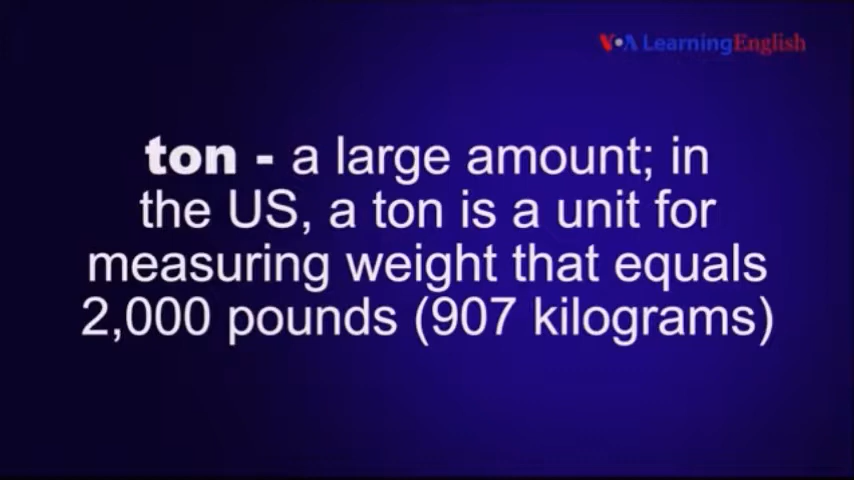 VOA LearningEnglish
ton - a large amount; in
the US, a ton is a unit for
measuring weight that equals
2,000 pounds (907 kilograms)